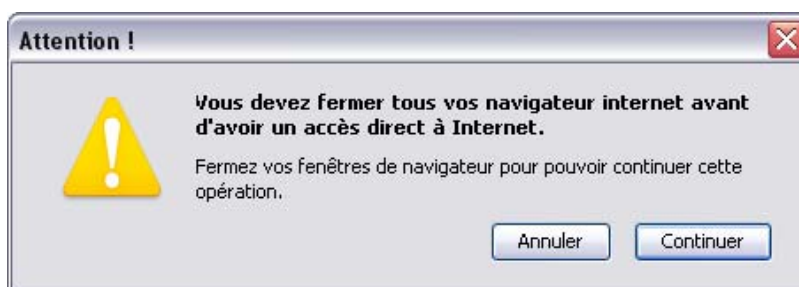 Attention !
Vous devez fermer tous vos navigateur internet avant
d'avoir un accès direct à Internet.
Fermez vos fenêtres de navigateur pour pouvoir continuer cette
opération.
Annuler Continuer